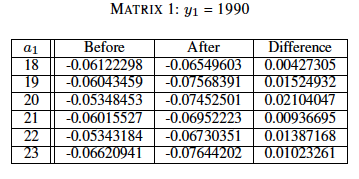 MATRIX 1: y1 = 1990
a1 Before After Difference
18 -0.06122298 -0.06549603 0.00427305
19 -0.06043459 -0.07568391 0.01524932
20 -0.05348453 -0.07452501 0.02104047
21 -0.06015527 -0.06952223 0.00936695
22 -0.05343184 -0.06730351 0.01387168
23 -0.06620941 -0.07644202 0.01023261